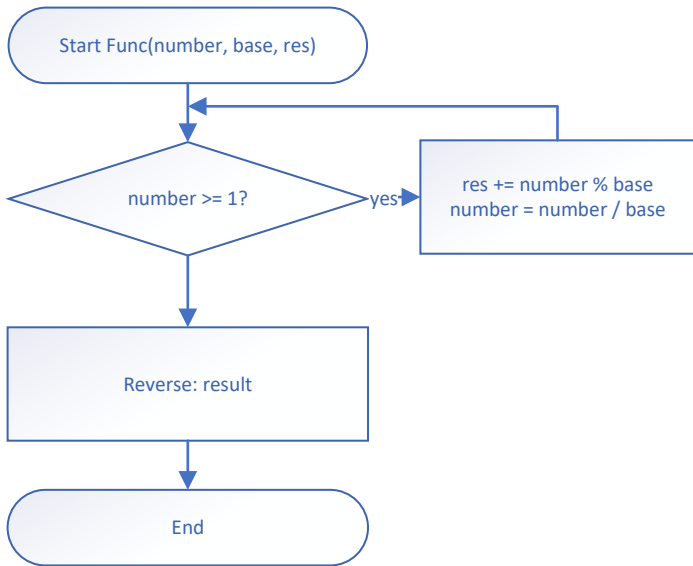 Start Func(number, base, res)
number >= 1?
yes
res += number % base
number = number / base
Reverse: result
End